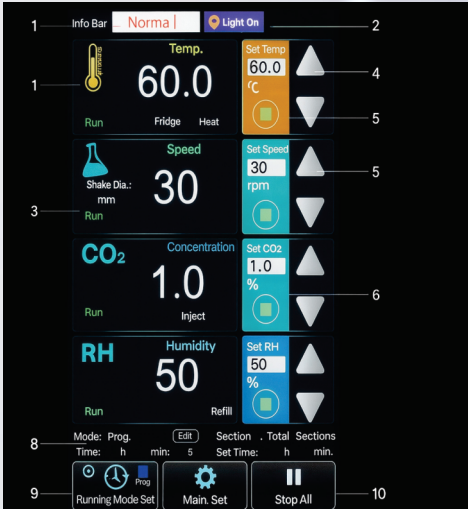 1 Info Bar Norma Light On 2
Temp. Set Temp
60.0 60.0 4
1 °C
Run Fridge Heat 5
Speed Set Speed
Shake Dia.: 30 30 5
mm rpm
3 Run
CO₂ Concentration Set CO2
1.0 1.0
% 6
Run Inject
RH Humidity Set RH
50 50
%
Run Refill
8 Mode: Prog. Edit Section . Total Sections
Time: h min: 5 Set Time: h min.
Prog
9 Running Mode Set Main. Set Stop All 10